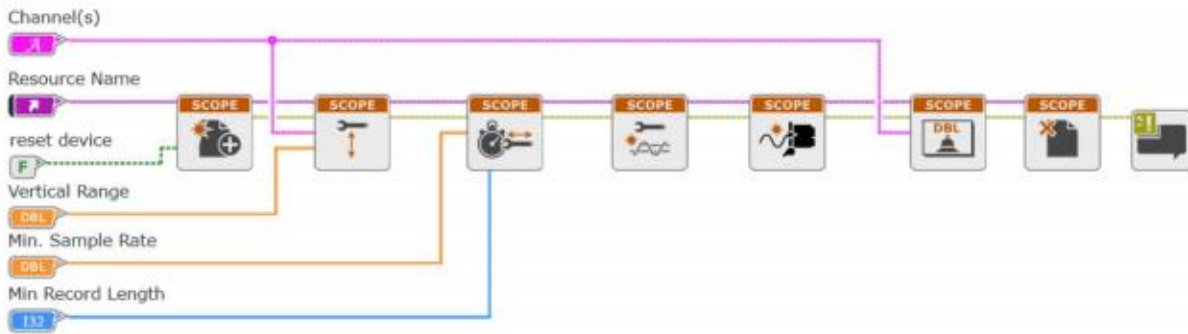 Channel(s)
Resource Name
SCOPE SCOPE SCOPE SCOPE SCOPE SCOPE SCOPE
reset device
DBL
F
Vertical Range
DBL
Min. Sample Rate
DBL
Min Record Length
I32